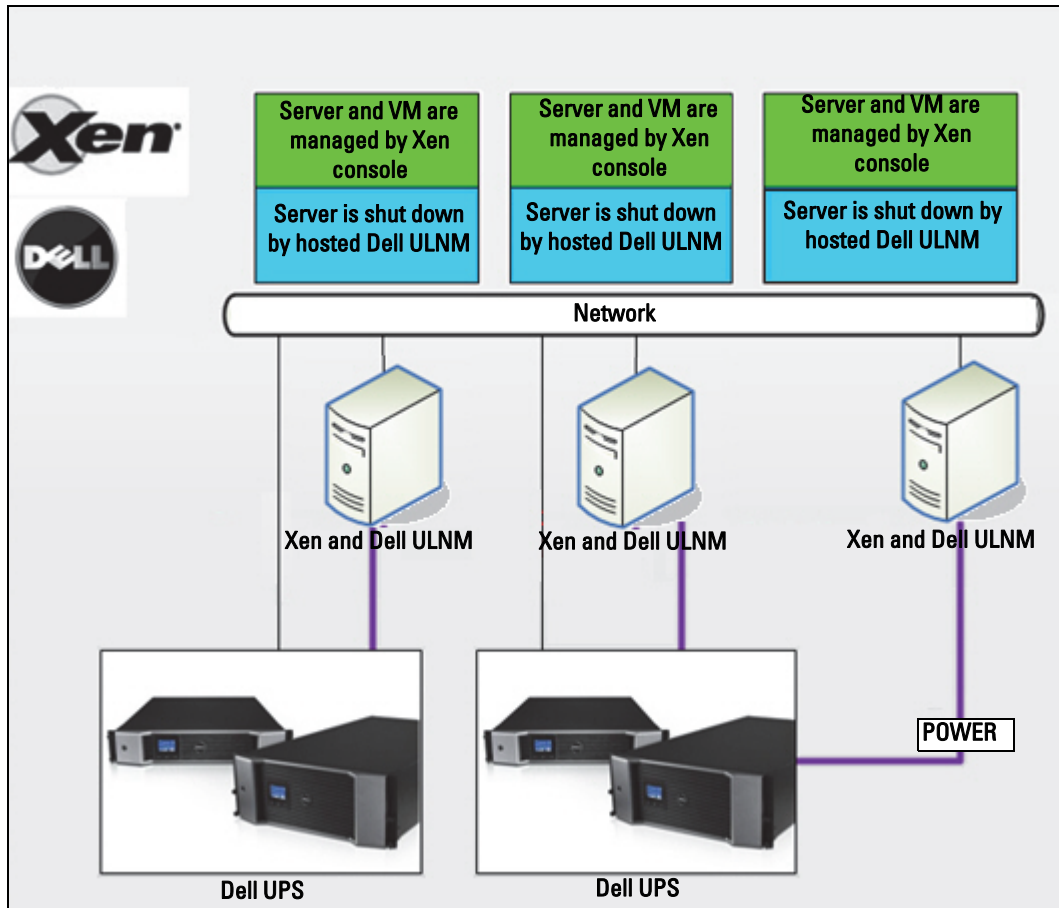 Xen
DELL
Server and VM are
managed by Xen
console
Server is shut down
by hosted Dell ULNM
Server and VM are
managed by Xen
console
Server is shut down
by hosted Dell ULNM
Server and VM are
managed by Xen
console
Server is shut down by
hosted Dell ULNM
Network
Xen and Dell ULNM
Xen and Dell ULNM
Xen and Dell ULNM
POWER
Dell UPS
Dell UPS